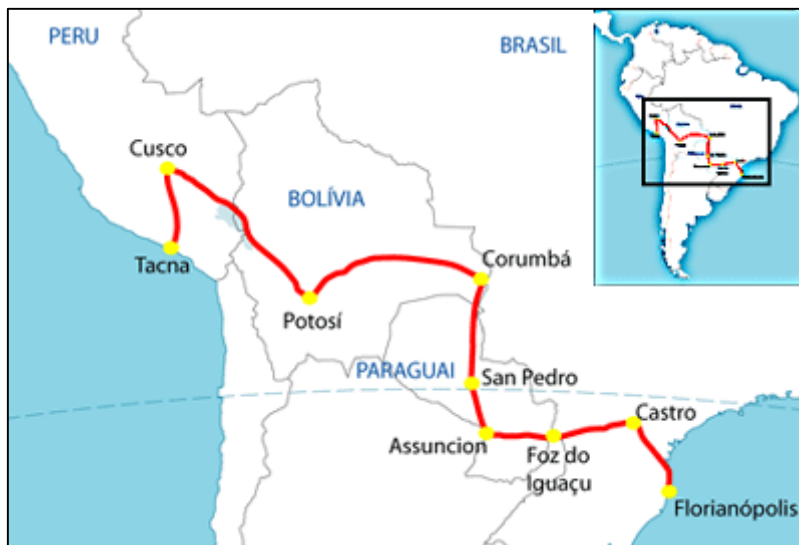 PERU
BRASIL
Cusco
BOLÍVIA
Tacna
Corumbá
Potosí
PARAGUAI
San Pedro
Castro
Assuncion
Foz do
Iguaçu
Florianópolis